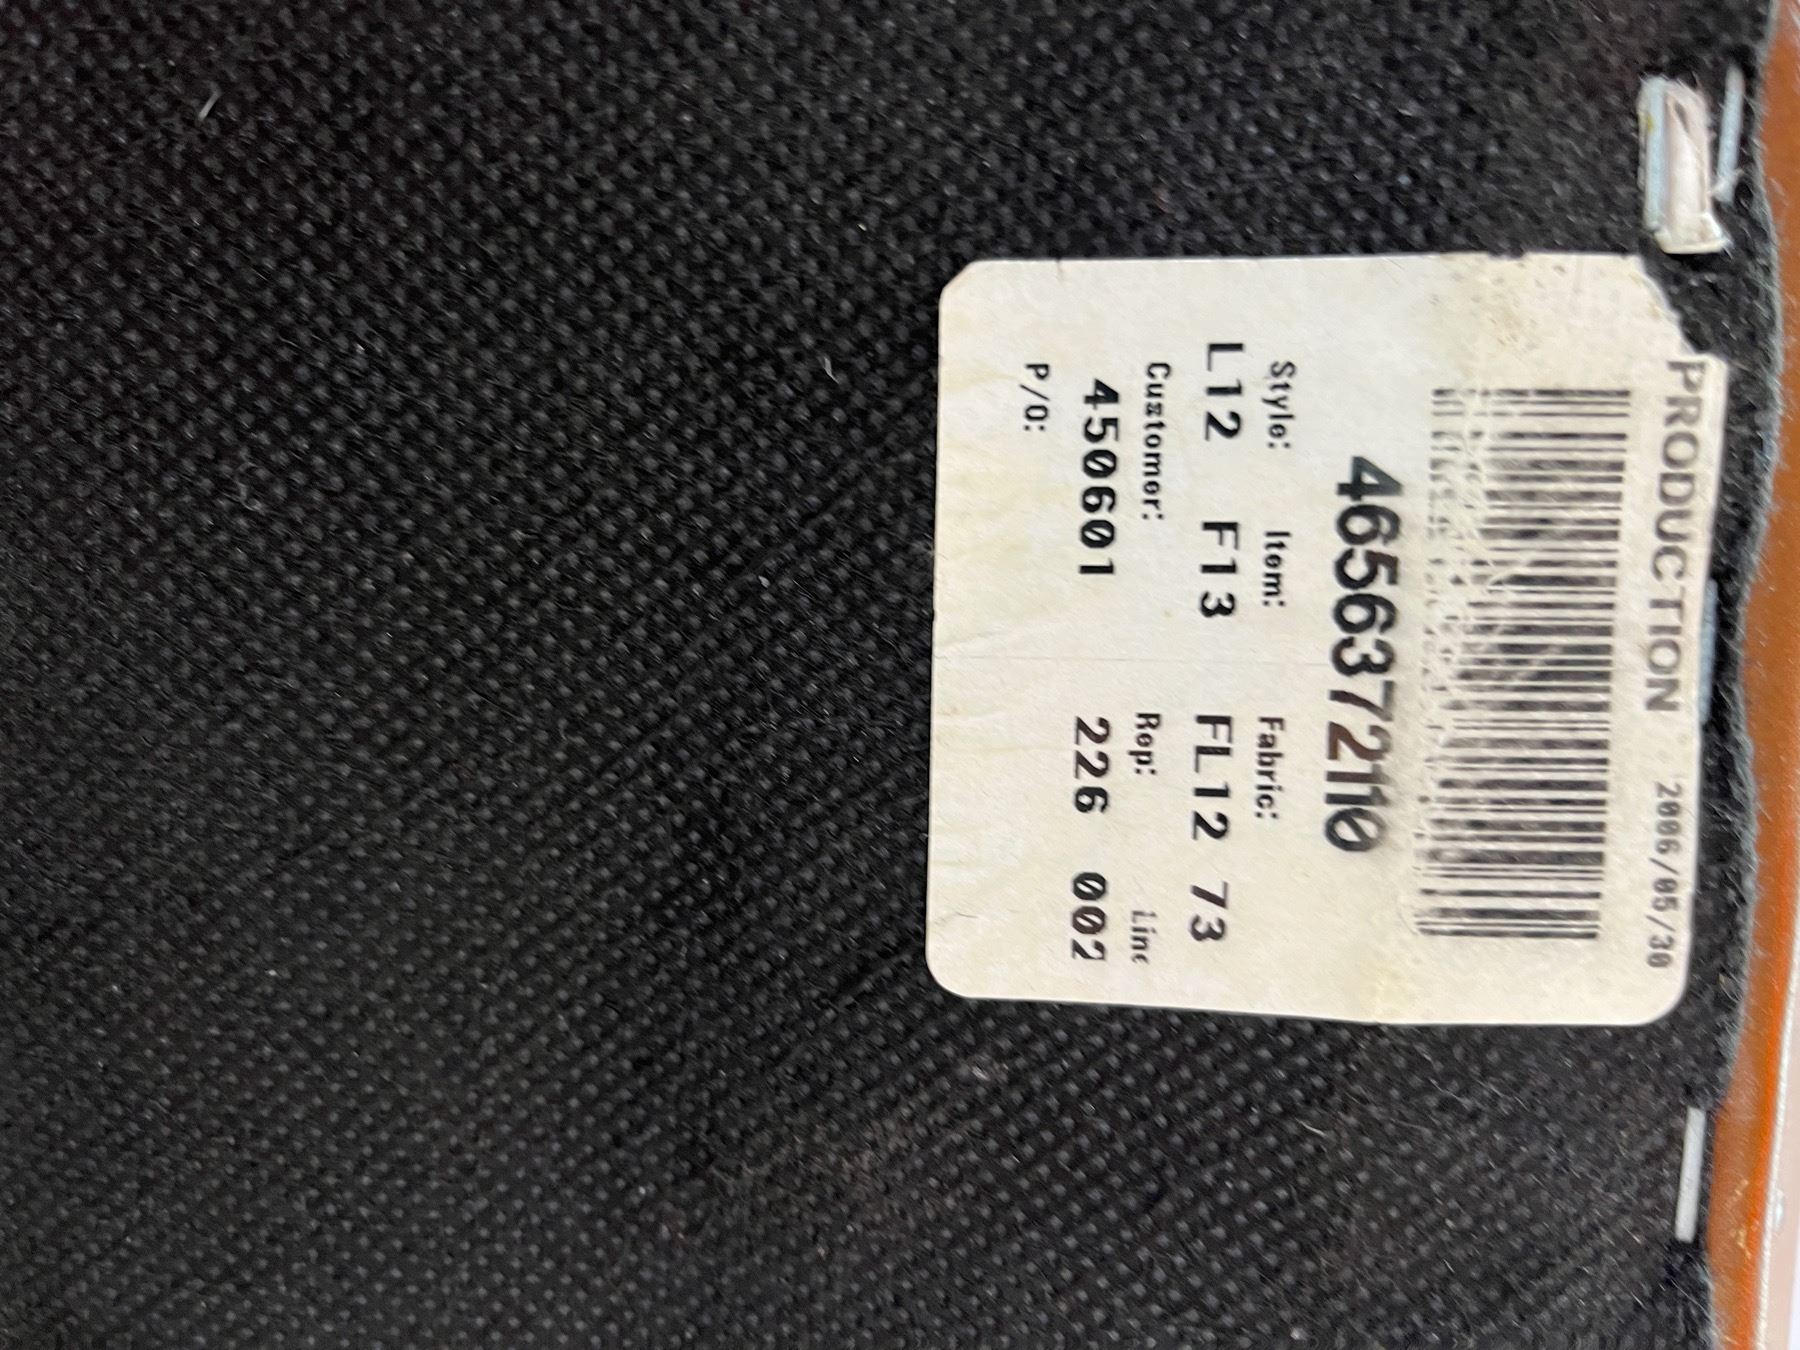 PRODUCTION 2006/05/30
4656372110
Style: Item: Fabric:
L12 F13 FL12 73
Customer: Rep: Line
450601 226 002
P/O: